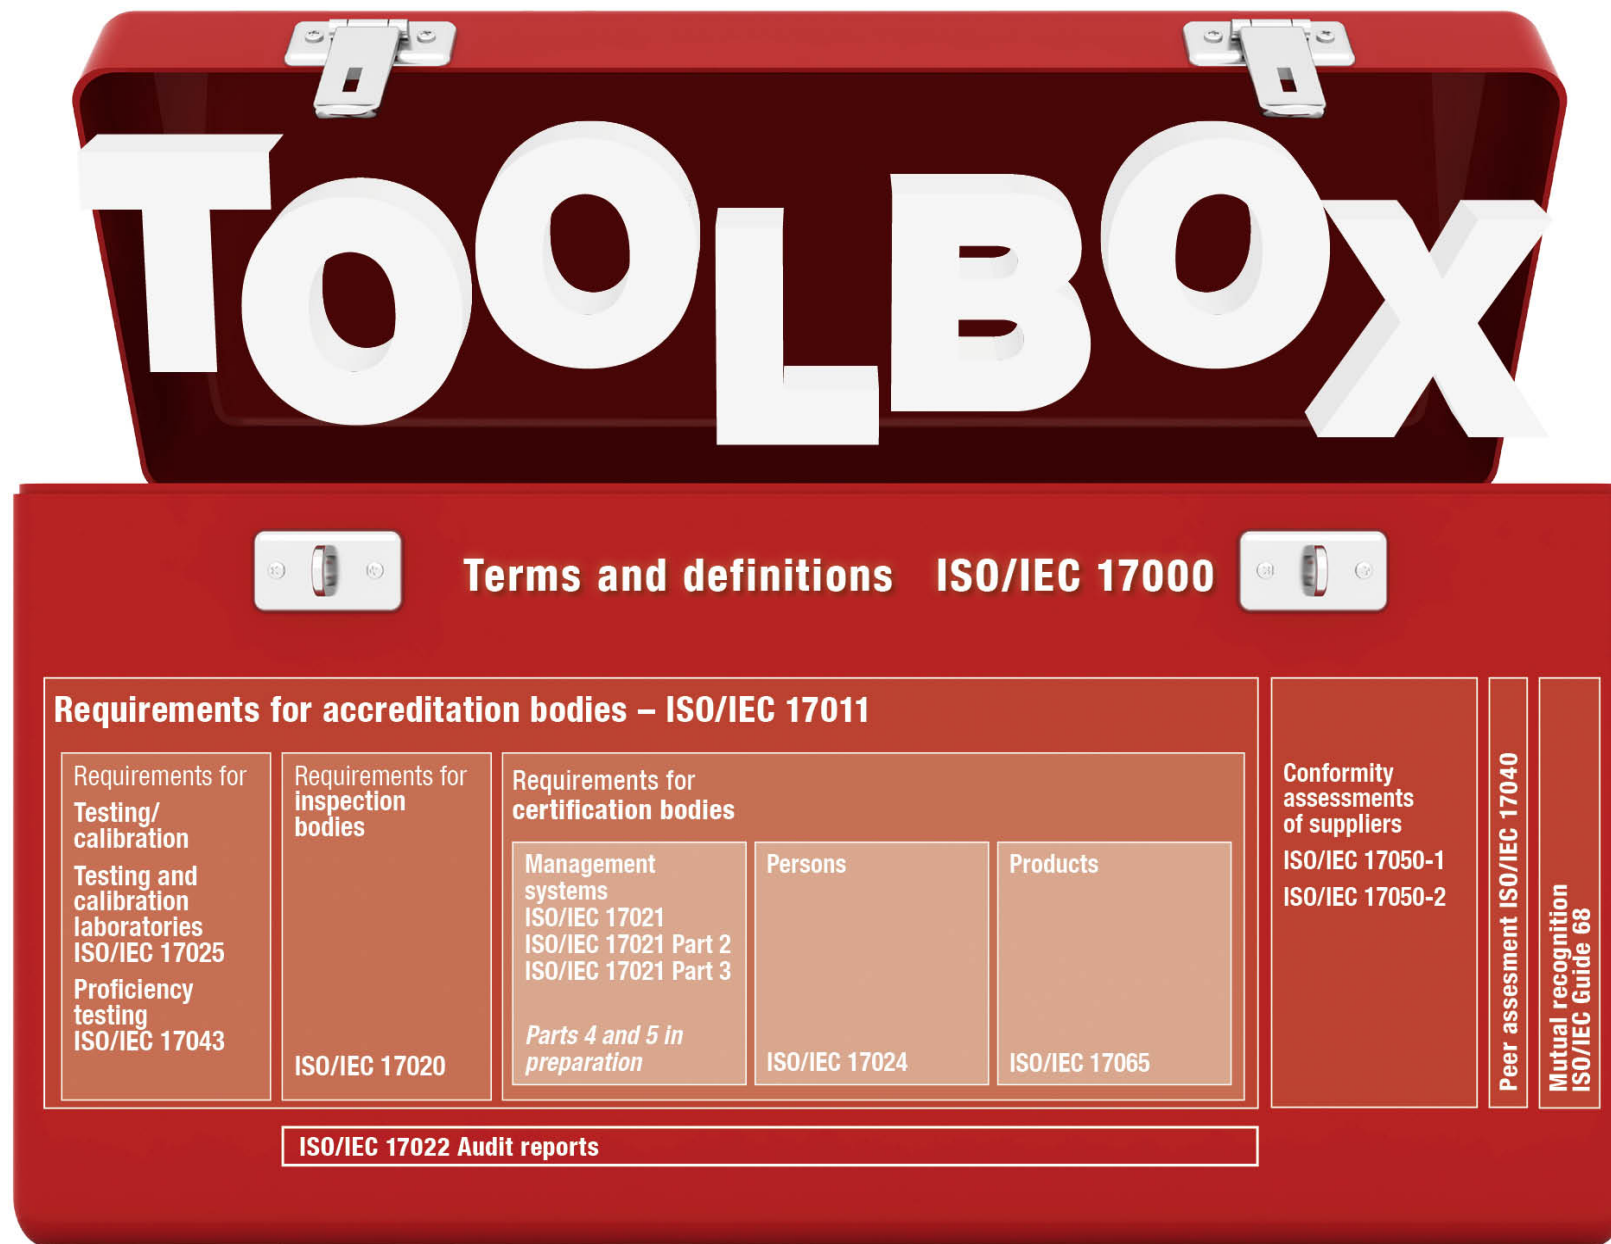 TOOLBOX
Terms and definitions ISO/IEC 17000
Requirements for accreditation bodies – ISO/IEC 17011
Requirements for
Testing/
calibration
Testing and
calibration
laboratories
ISO/IEC 17025
Proficiency
testing
ISO/IEC 17043
Requirements for
inspection
bodies
ISO/IEC 17020
Requirements for
certification bodies
Management
systems
ISO/IEC 17021
ISO/IEC 17021 Part 2
ISO/IEC 17021 Part 3
Parts 4 and 5 in
preparation
Persons
ISO/IEC 17024
Products
ISO/IEC 17065
Conformity
assessments
of suppliers
ISO/IEC 17050-1
ISO/IEC 17050-2
Peer assesment ISO/IEC 17040
Mutual recognition
ISO/IEC Guide 68
ISO/IEC 17022 Audit reports